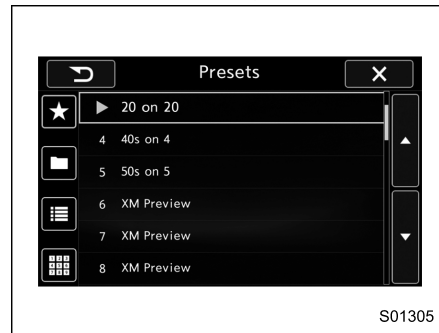 Presets
20 on 20
4 40s on 4
5 50s on 5
6 XM Preview
7 XM Preview
8 XM Preview
S01305